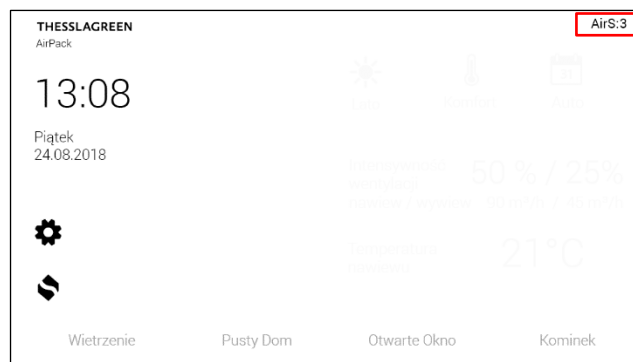 THESSLAGREEN
AirPack
AirS:3
13:08
Piątek
24.08.2018
31
Lato
Komfort
Auto
Intensywność
wentylacji
nawiew / wywiew
50 % / 25%
90 m³/h / 45 m³/h
Temperatura
nawiewu
21°C
Wietrzenie
Pusty Dom
Otwarte Okno
Kominek